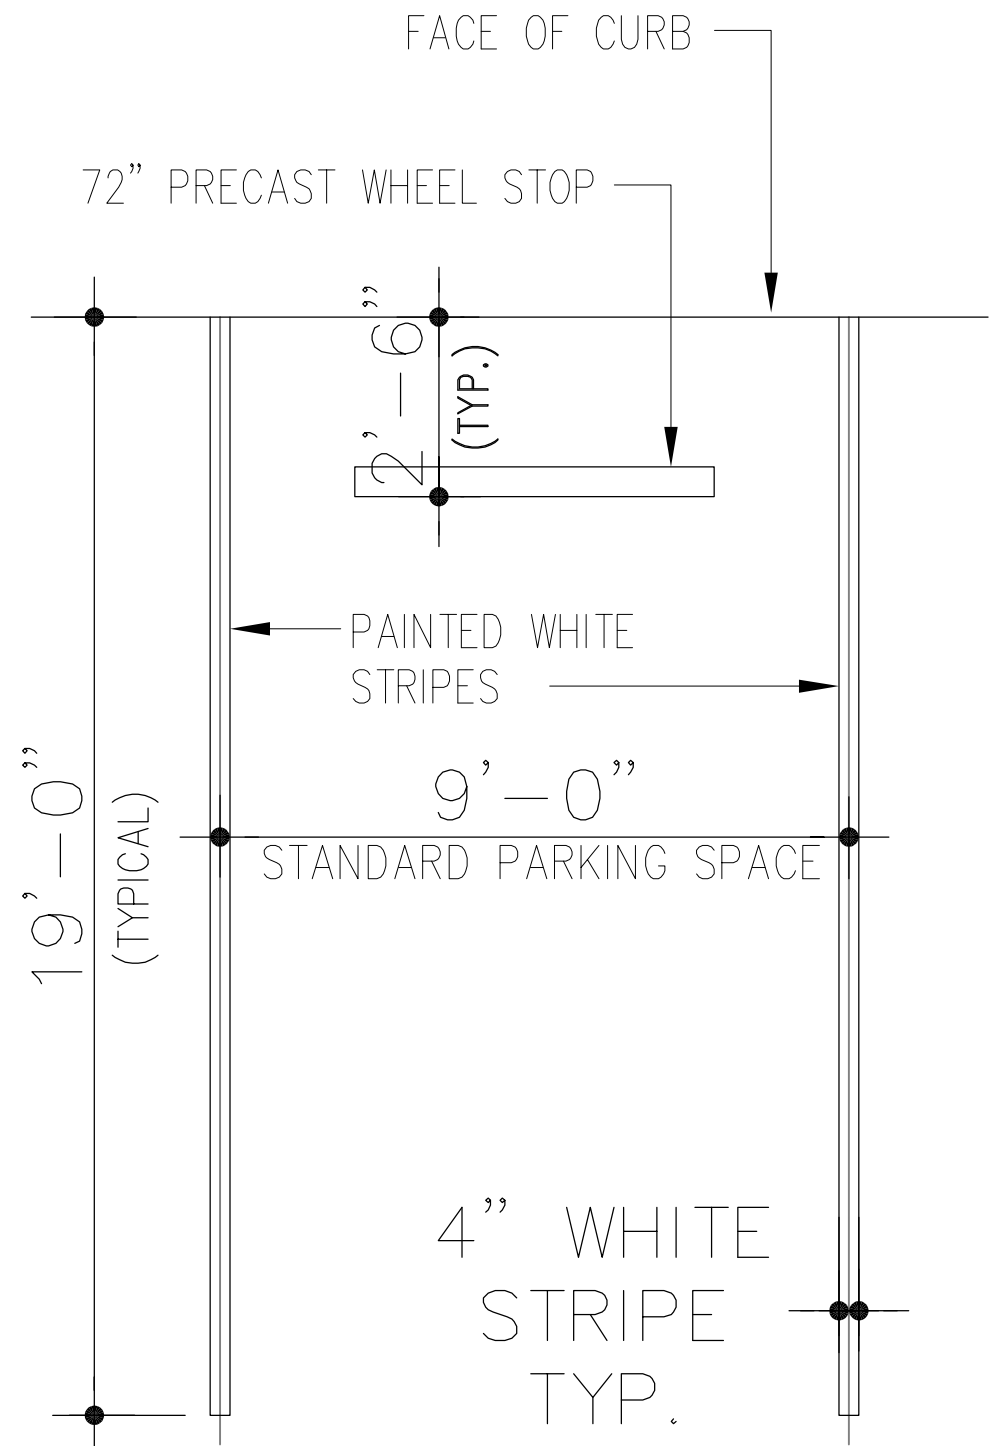 FACE OF CURB
72” PRECAST WHEEL STOP
2’-6”
(TYP.)
PAINTED WHITE
STRIPES
19’-0”
(TYPICAL)
9’-0”
STANDARD PARKING SPACE
4” WHITE
STRIPE
TYP.